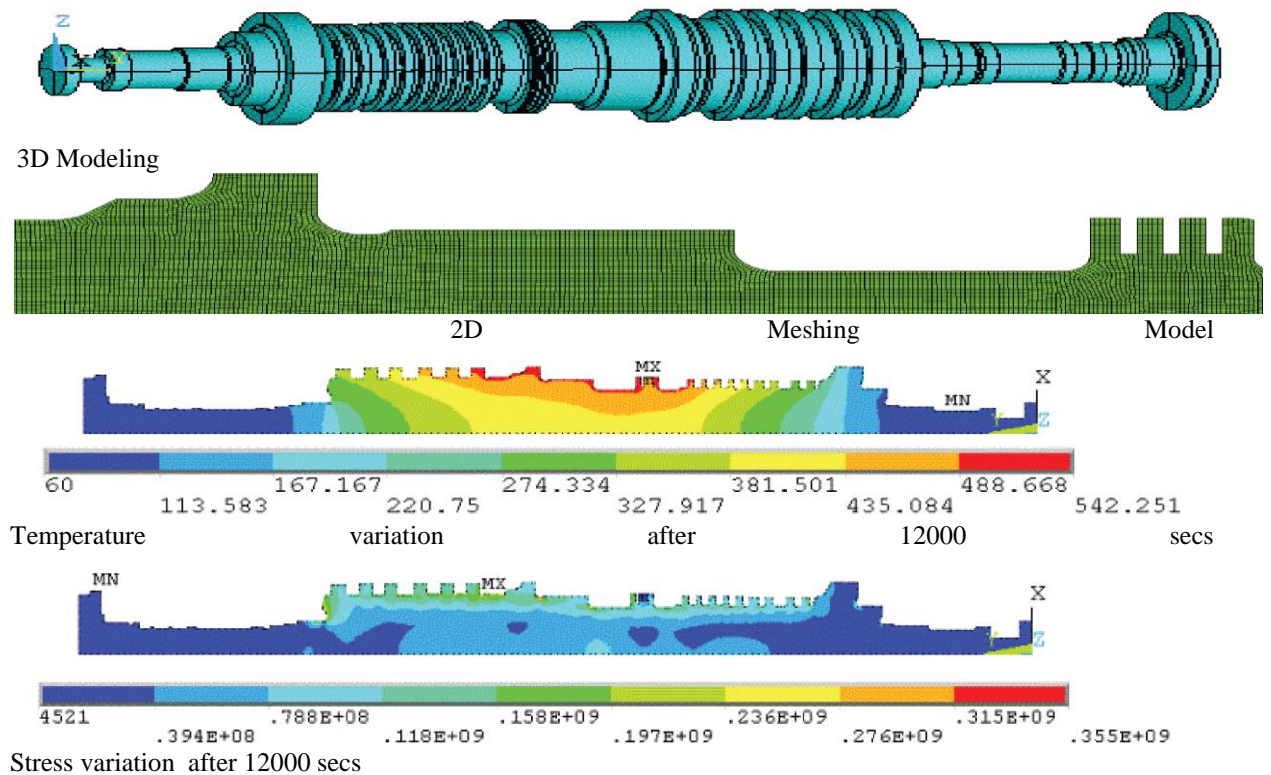 Z
X Y
3D Modeling
2D Meshing Model
MX
X
MN
Y Z
60 167.167 274.334 381.501 488.668
113.583 220.75 327.917 435.084 542.251
Temperature variation after 12000 secs
MN
MX
X
Y Z
4521 .788E+08 .158E+09 .236E+09 .315E+09
.394E+08 .118E+09 .197E+09 .276E+09 .355E+09
Stress variation after 12000 secs